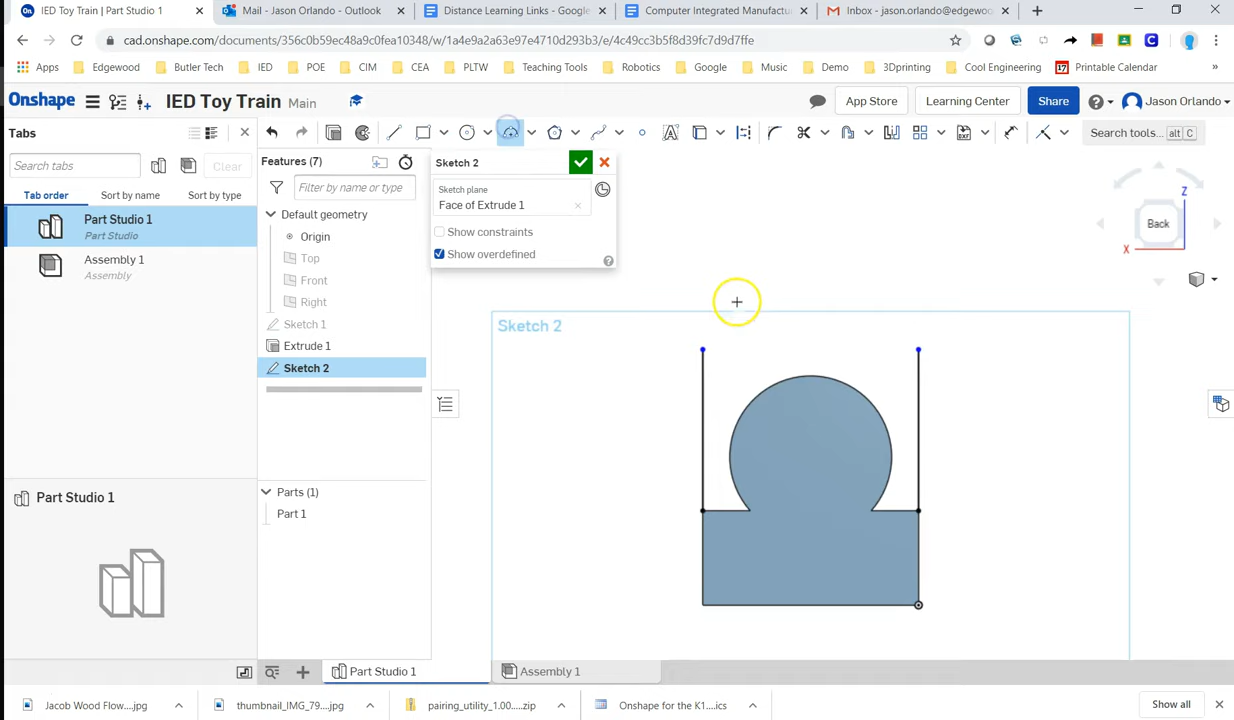 IED Toy Train | Part Studio 1
Mail - Jason Orlando - Outlook
Distance Learning Links - Google
Computer Integrated Manufactu
Inbox - jason.orlando@edgewoo
cad.onshape.com/documents/356c0b59ec48a9c0fea10348/w/1a4e9a2a63e97e4710d293b3/e/4c49cc3b5f8d39fc7d9d7ffe
Apps
Edgewood
Butler Tech
IED
POE
CIM
CEA
PLTW
Teaching Tools
Robotics
Google
Music
Demo
3Dprinting
Cool Engineering
17
Printable Calendar
»
Onshape
IED Toy Train Main
App Store
Learning Center
Share
Jason Orlando
Tabs
Search tools...
alt C
Search tabs
Clear
Tab order
Sort by name
Sort by type
Part Studio 1
Part Studio
Assembly 1
Assembly
Part Studio 1
Features (7)
Filter by name or type
Default geometry
Origin
Top
Front
Right
Sketch 1
Extrude 1
Sketch 2
Parts (1)
Part 1
Sketch 2
Sketch plane
Face of Extrude 1
Show constraints
Show overdefined
Z
Back
X
Sketch 2
Part Studio 1
Assembly 1
Jacob Wood Flow....jpg
thumbnail_IMG_79....jpg
pairing_utility_1.00....zip
Onshape for the K1....ics
Show all